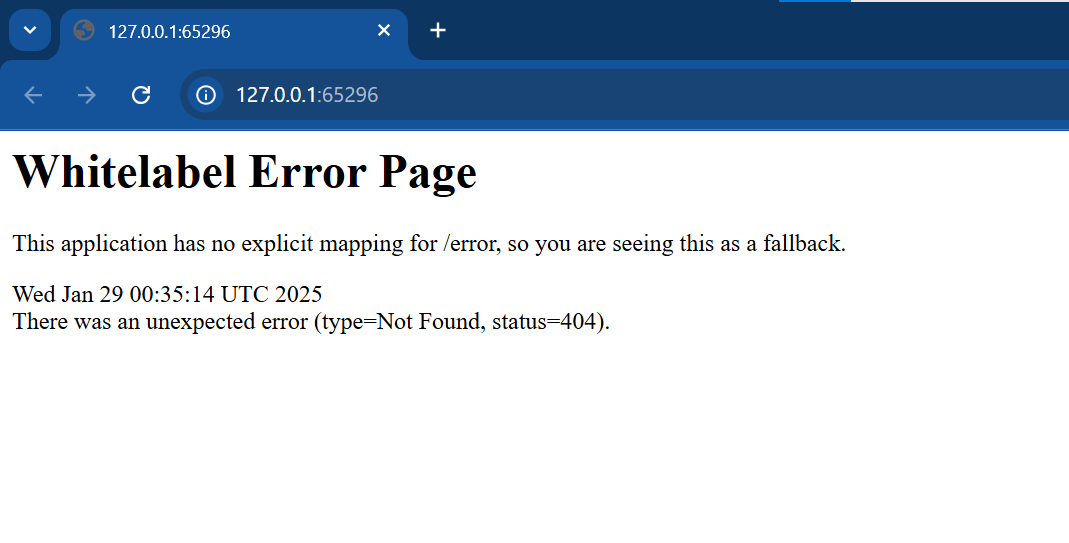 127.0.0.1:65296
127.0.0.1:65296
Whitelabel Error Page
This application has no explicit mapping for /error, so you are seeing this as a fallback.
Wed Jan 29 00:35:14 UTC 2025
There was an unexpected error (type=Not Found, status=404).